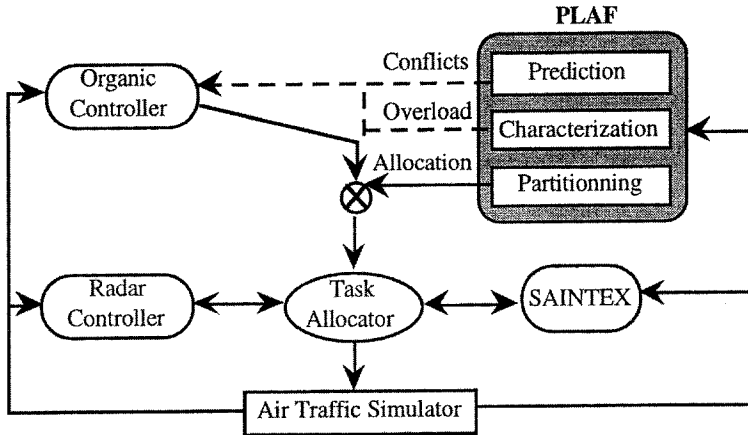 PLAF
Conflicts
Prediction
Organic
Controller
Overload
Characterization
Allocation
Partitionning
Radar
Controller
Task
Allocator
SAINTEX
Air Traffic Simulator